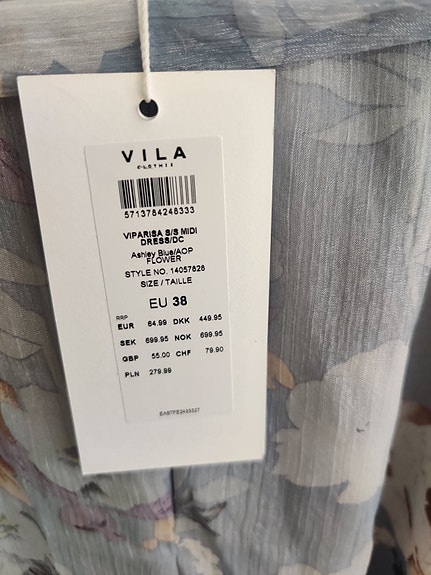 VILA
CLOTHES
5713784248333
VIPARISA S/S MIDI
DRESS/DC
Ashley Blue/AOP
FLOWER
STYLE NO. 14057828
SIZE / TAILLE
EU 38
RRP
EUR 64.99 DKK 449.95
SEK 699.95 NOK 699.95
GBP 55.00 CHF 79.90
PLN 279.99